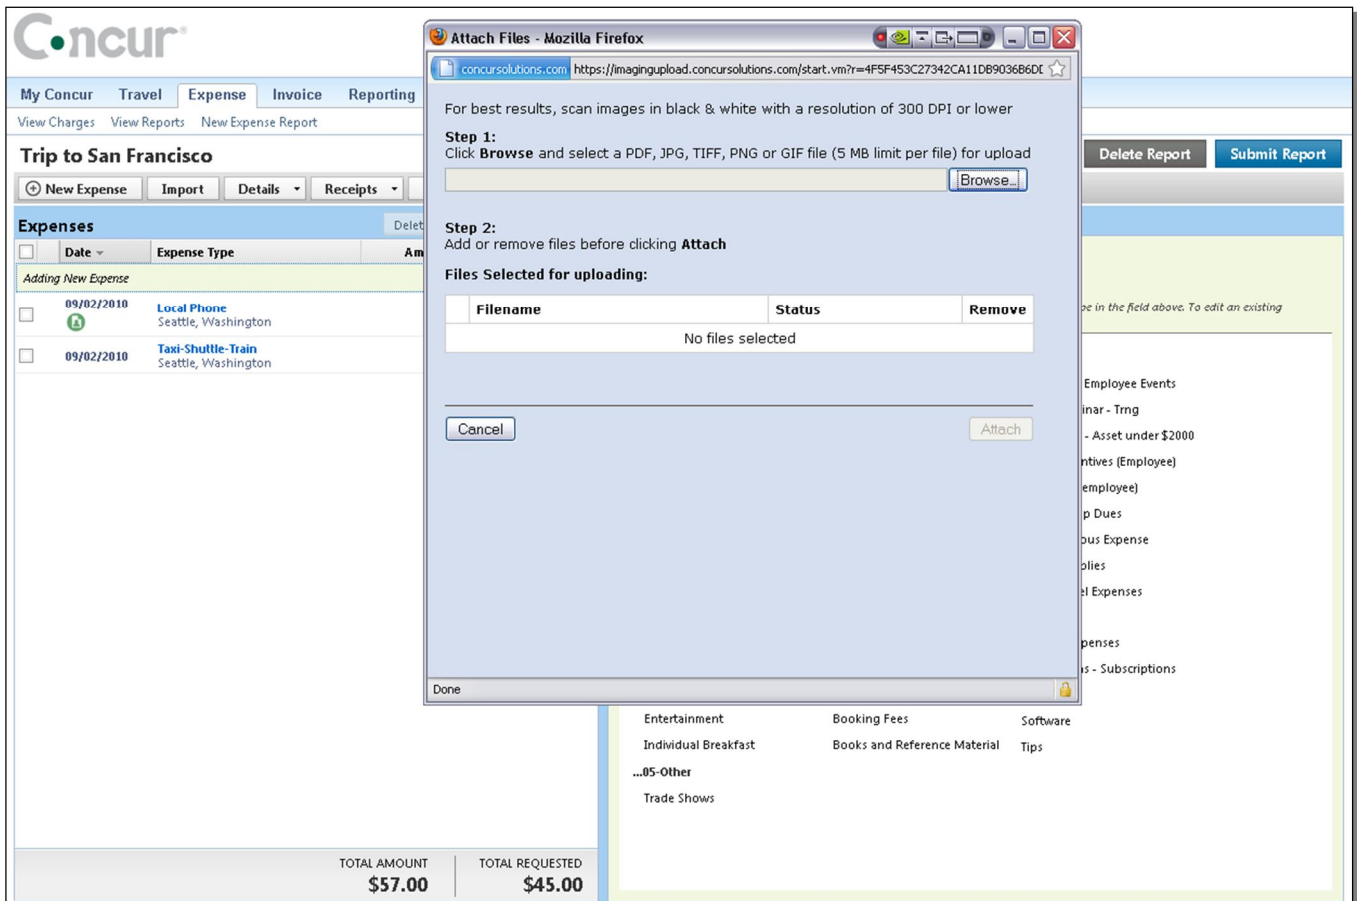 Concur
My Concur Travel Expense Invoice Reporting
View Charges View Reports New Expense Report
Trip to San Francisco
Delete Report Submit Report
New Expense Import Details Receipts
Expenses
Delet
Date Expense Type Am
Adding New Expense
09/02/2010 Local Phone
Seattle, Washington
09/02/2010 Taxi-Shuttle-Train
Seattle, Washington
TOTAL AMOUNT TOTAL REQUESTED
$57.00 $45.00
Attach Files - Mozilla Firefox
concursolutions.com https://imagingupload.concursolutions.com/start.vm?r=4F5F453C27342CA11DB9036B6DE
For best results, scan images in black & white with a resolution of 300 DPI or lower
Step 1:
Click Browse and select a PDF, JPG, TIFF, PNG or GIF file (5 MB limit per file) for upload
Browse...
Step 2:
Add or remove files before clicking Attach
Files Selected for uploading:
Filename Status Remove
No files selected
Cancel Attach
Done
pe in the field above. To edit an existing
Employee Events
inar - Trng
- Asset under $2000
ntives (Employee)
employee)
p Dues
ous Expense
plies
el Expenses
penses
ns - Subscriptions
Entertainment Booking Fees Software
Individual Breakfast Books and Reference Material Tips
...05-Other
Trade Shows